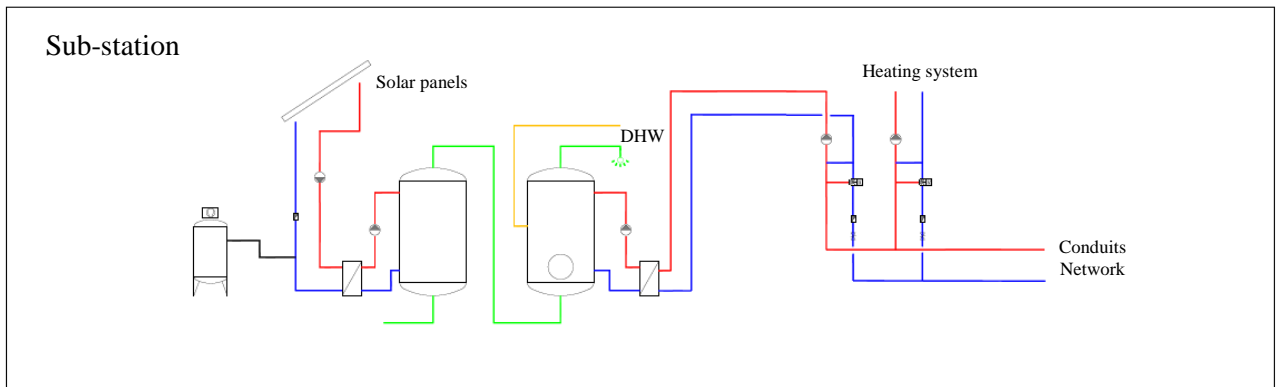 Sub-station
Solar panels
Heating system
DHW
Conduits
Network